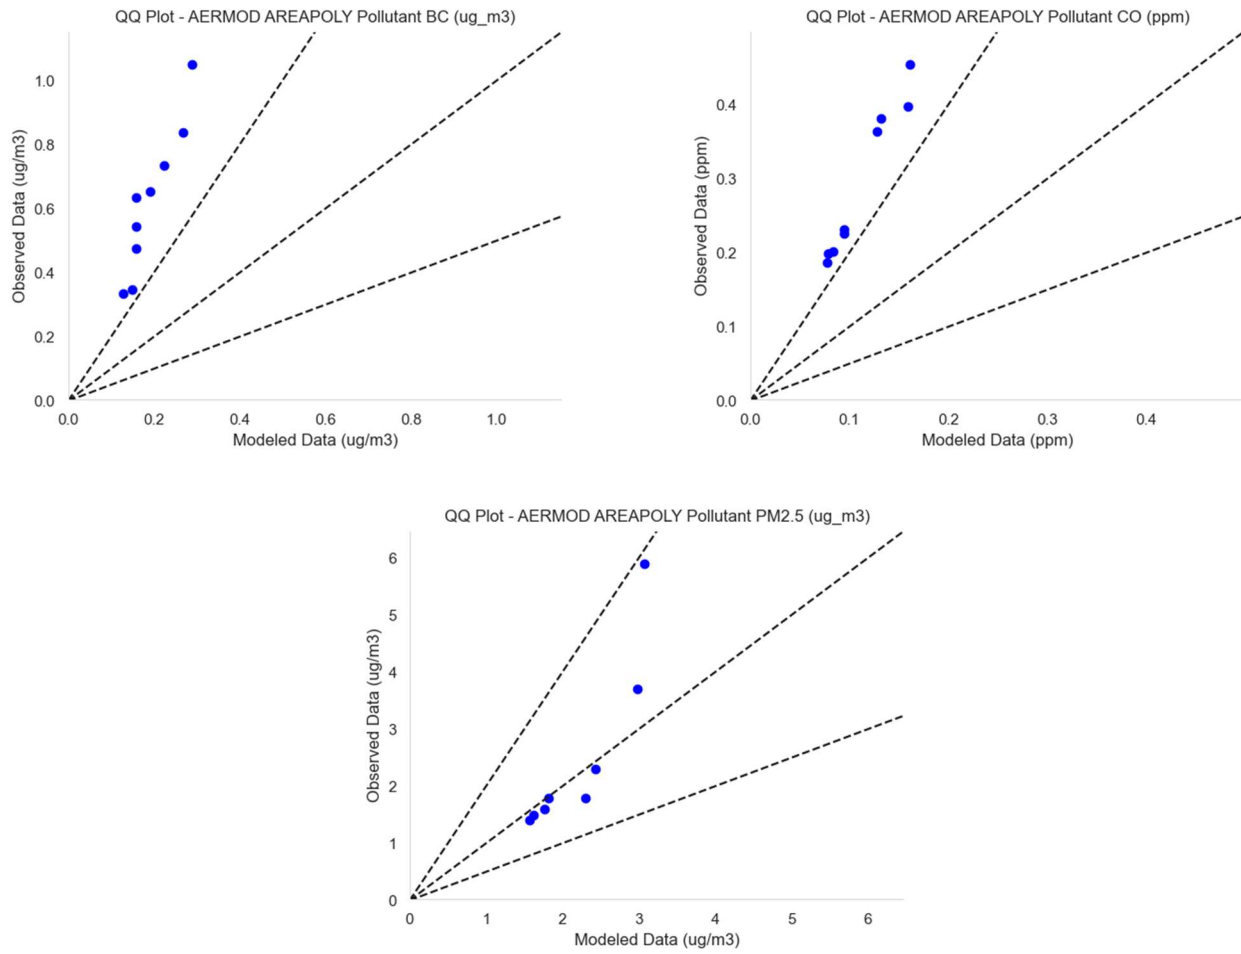 QQ Plot - AERMOD AREAPOLY Pollutant BC (ug_m3)
1.0
0.8
0.6
0.4
0.2
0.0
Observed Data (ug/m3)
0.0 0.2 0.4 0.6 0.8 1.0
Modeled Data (ug/m3)
QQ Plot - AERMOD AREAPOLY Pollutant CO (ppm)
0.4
0.3
0.2
0.1
0.0
Observed Data (ppm)
0.0 0.1 0.2 0.3 0.4
Modeled Data (ppm)
QQ Plot - AERMOD AREAPOLY Pollutant PM2.5 (ug_m3)
6
5
4
3
2
1
0
Observed Data (ug/m3)
0 1 2 3 4 5 6
Modeled Data (ug/m3)